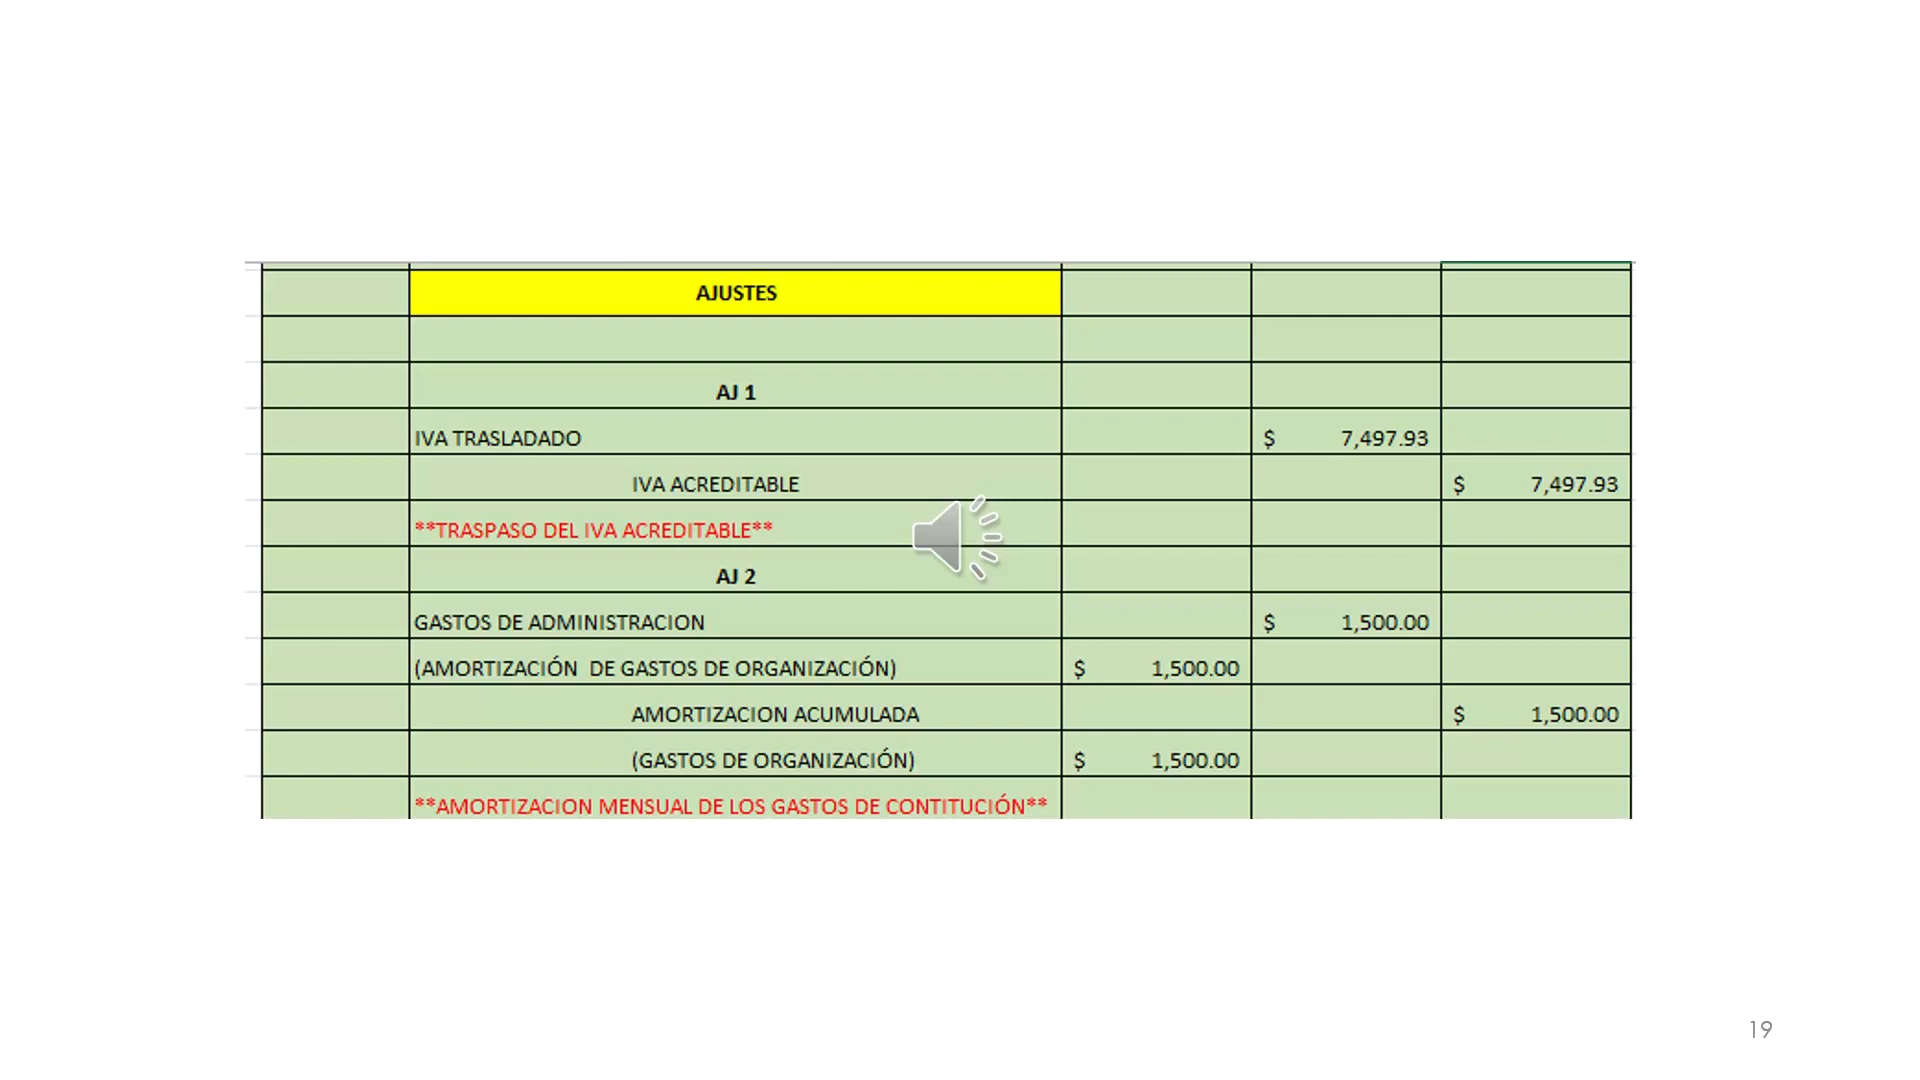 AJUSTES
AJ 1
IVA TRASLADADO $ 7,497.93
IVA ACREDITABLE $ 7,497.93
**TRASPASO DEL IVA ACREDITABLE**
AJ 2
GASTOS DE ADMINISTRACION $ 1,500.00
(AMORTIZACIÓN DE GASTOS DE ORGANIZACIÓN) $ 1,500.00
AMORTIZACION ACUMULADA $ 1,500.00
(GASTOS DE ORGANIZACIÓN) $ 1,500.00
**AMORTIZACION MENSUAL DE LOS GASTOS DE CONTITUCIÓN**
19